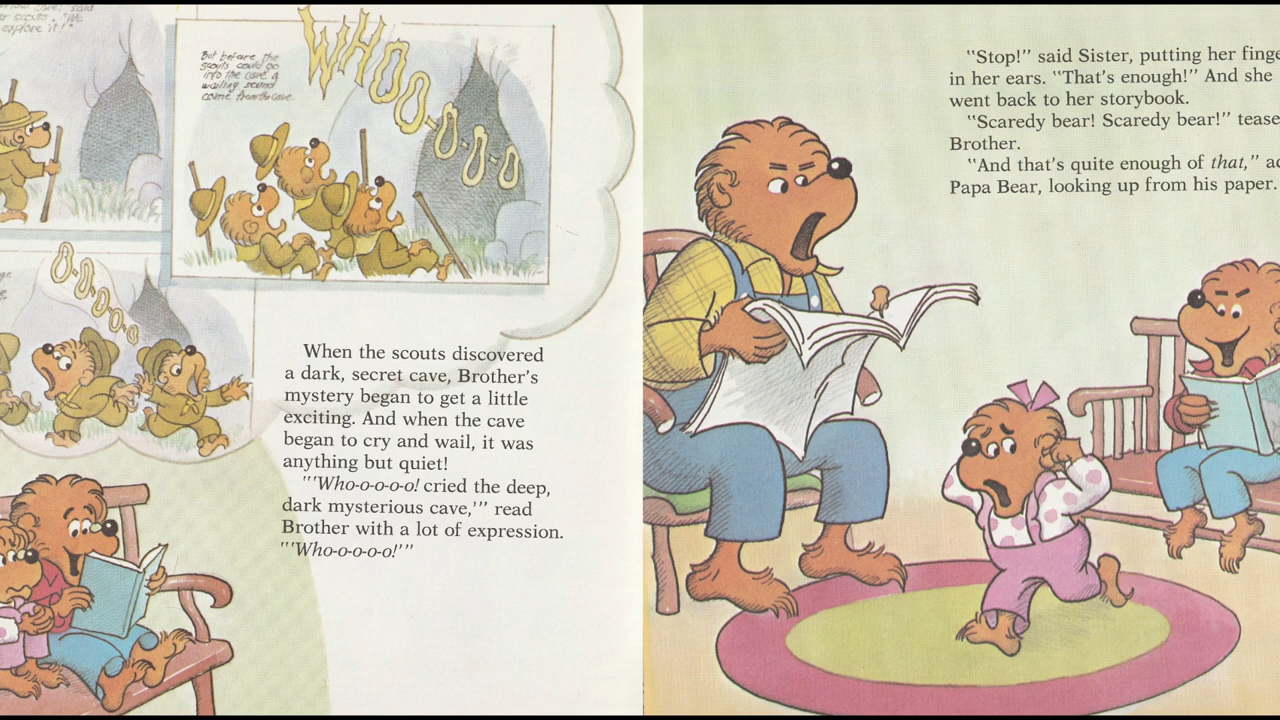 ar scouts. "We
explore it!"
But before the
scouts could go
into the cave a
wailing sound
came from the cave.
WHOO-O-O-O
O-O-O-O-O
When the scouts discovered
a dark, secret cave, Brother's
mystery began to get a little
exciting. And when the cave
began to cry and wail, it was
anything but quiet!
"'Who-o-o-o-o! cried the deep,
dark mysterious cave,'" read
Brother with a lot of expression.
"'Who-o-o-o-o!'"
"Stop!" said Sister, putting her finge
in her ears. "That's enough!" And she
went back to her storybook.
"Scaredy bear! Scaredy bear!" tease
Brother.
"And that's quite enough of that," ad
Papa Bear, looking up from his paper.